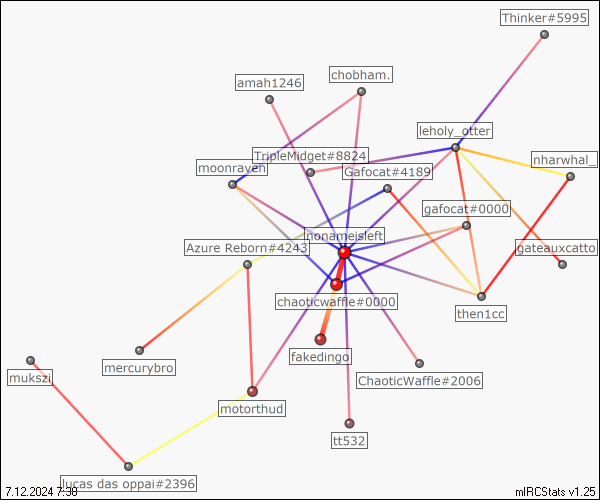 Thinker#5995
chobham.
amah1246
leholy_otter
TripleMidget#8824
nharwhal_
moonraven
Gafocat#4189
gafocat#0000
nonameisleft
Azure Reborn#4243
gateauxcatto
chaoticwaffle#0000
then1cc
fakedingo
mercurybro
mukszi
ChaoticWaffle#2006
motorthud
tt532
lucas das oppai#2396
7.12.2024 7:38
mIRCStats v1.25